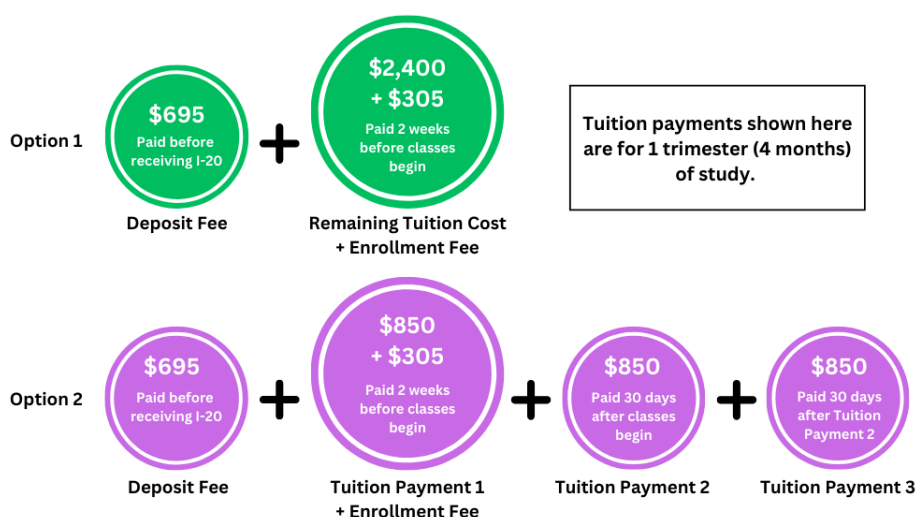 Option 1
$695
Paid before
receiving I-20
Deposit Fee
$2,400
+ $305
Paid 2 weeks
before classes
begin
Remaining Tuition Cost
+ Enrollment Fee
Tuition payments shown here
are for 1 trimester (4 months)
of study.
Option 2
$695
Paid before
receiving I-20
Deposit Fee
$850
+ $305
Paid 2 weeks
before classes
begin
Tuition Payment 1
+ Enrollment Fee
$850
Paid 30 days
after classes
begin
Tuition Payment 2
$850
Paid 30 days
after Tuition
Payment 2
Tuition Payment 3